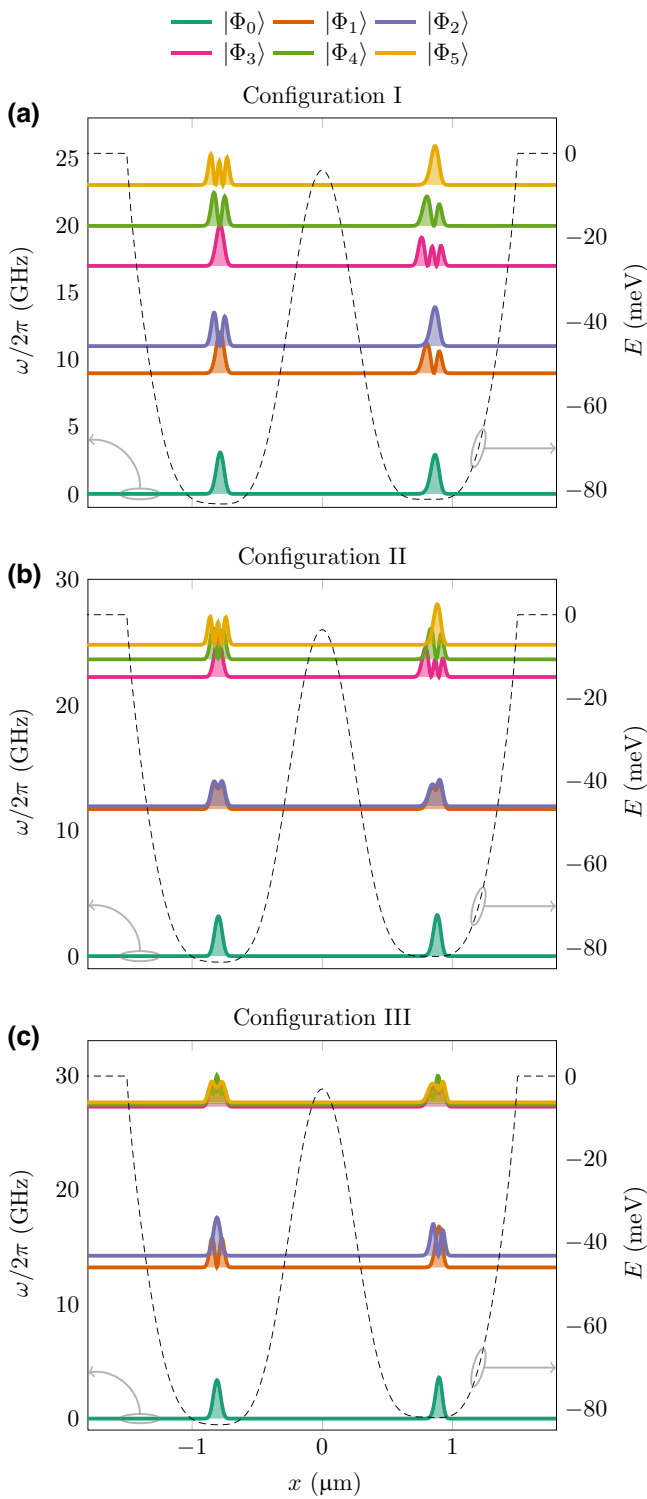 |Φ₀⟩ |Φ₁⟩ |Φ₂⟩
|Φ₃⟩ |Φ₄⟩ |Φ₅⟩
Configuration I
(a)
25
20
15
10
5
0
ω/2π (GHz)
0
−20
−40
−60
−80
E (meV)
Configuration II
(b)
30
20
10
0
ω/2π (GHz)
0
−20
−40
−60
−80
E (meV)
Configuration III
(c)
30
20
10
0
ω/2π (GHz)
0
−20
−40
−60
−80
E (meV)
−1 0 1
x (μm)